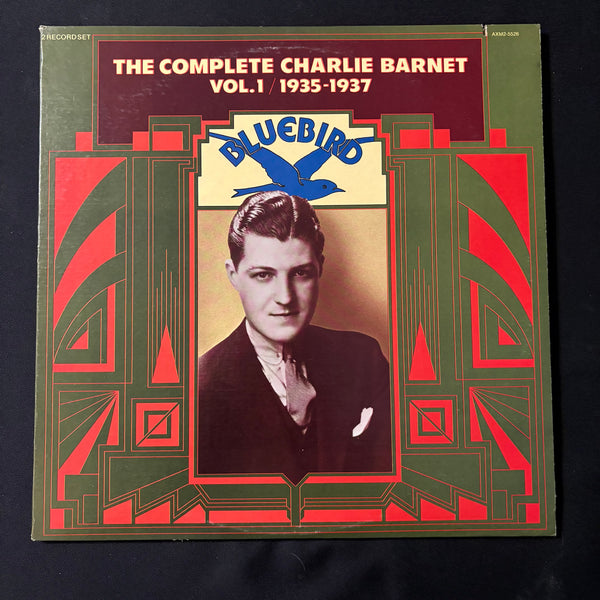 2 RECORD SET
AXM2-5526
THE COMPLETE CHARLIE BARNET
VOL.1 / 1935-1937
BLUEBIRD